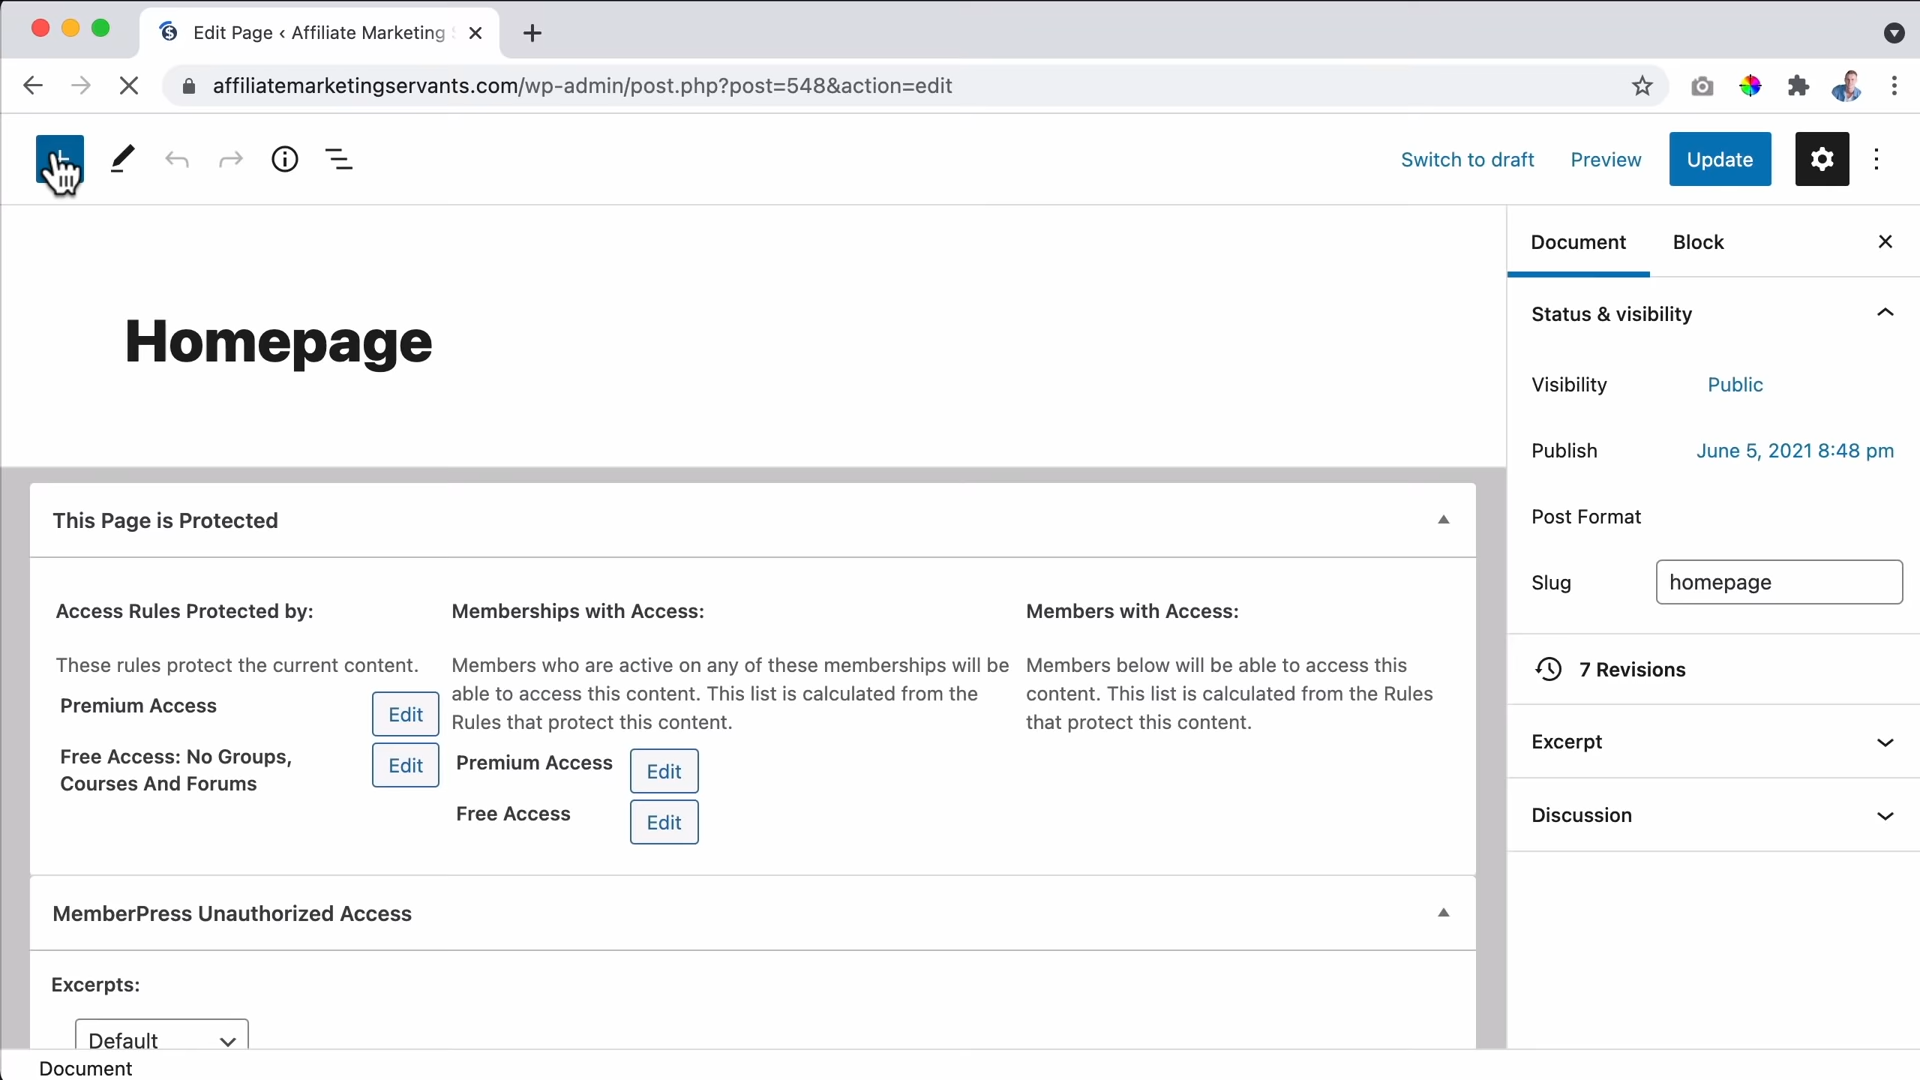 Edit Page ‹ Affiliate Marketing
affiliatemarketingservants.com/wp-admin/post.php?post=548&action=edit
Switch to draft
Preview
Update
Homepage
This Page is Protected
Access Rules Protected by:
These rules protect the current content.
Premium Access
Edit
Free Access: No Groups,
Courses And Forums
Edit
Memberships with Access:
Members who are active on any of these memberships will be
able to access this content. This list is calculated from the
Rules that protect this content.
Premium Access
Edit
Free Access
Edit
Members with Access:
Members below will be able to access this
content. This list is calculated from the Rules
that protect this content.
MemberPress Unauthorized Access
Excerpts:
Default
Document
Document
Block
Status & visibility
Visibility
Public
Publish
June 5, 2021 8:48 pm
Post Format
Slug
homepage
7 Revisions
Excerpt
Discussion